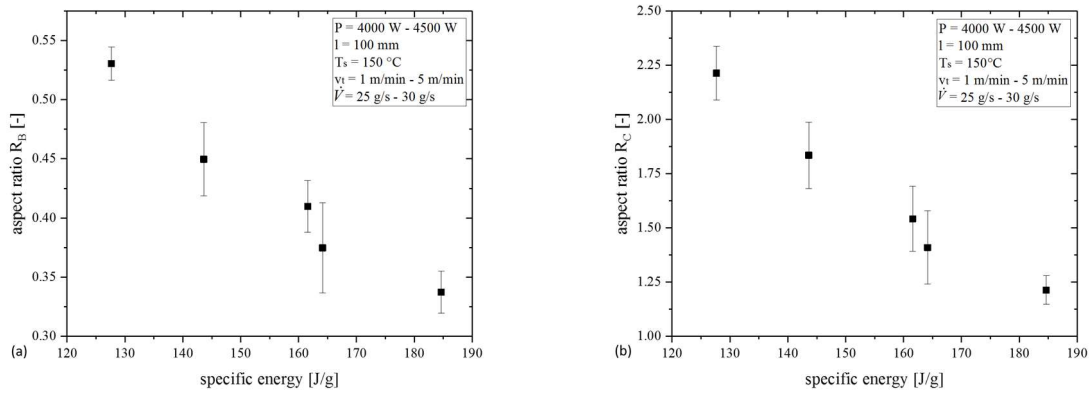 aspect ratio R_B [-]
0.55
0.50
0.45
0.40
0.35
0.30
P = 4000 W - 4500 W
l = 100 mm
Ts = 150 °C
vt = 1 m/min - 5 m/min
V̇ = 25 g/s - 30 g/s
120 130 140 150 160 170 180 190
specific energy [J/g]
(a)
aspect ratio R_C [-]
2.50
2.25
2.00
1.75
1.50
1.25
1.00
P = 4000 W - 4500 W
l = 100 mm
Ts = 150°C
vt = 1 m/min - 5 m/min
V̇ = 25 g/s - 30 g/s
120 130 140 150 160 170 180 190
specific energy [J/g]
(b)